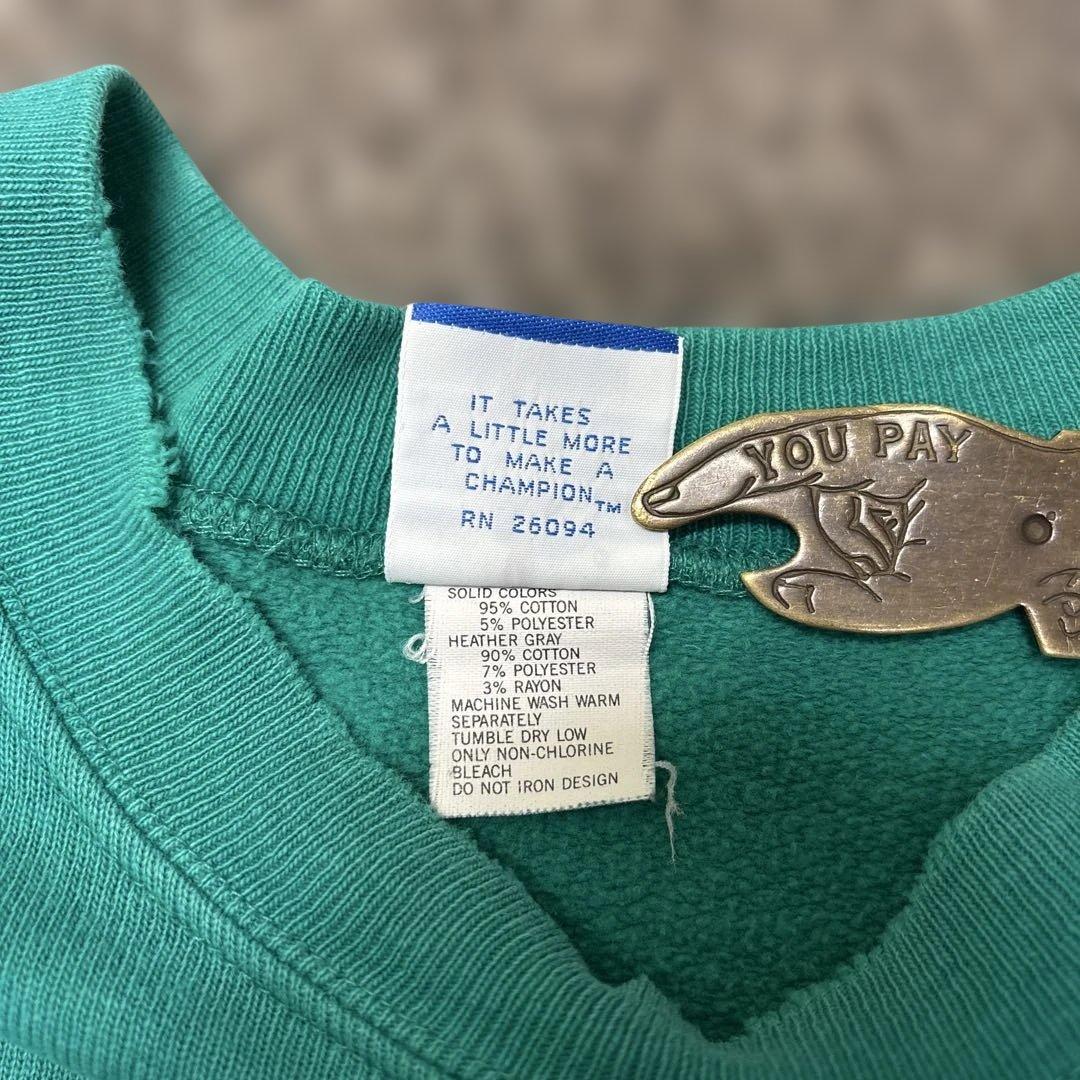 IT TAKES
A LITTLE MORE
TO MAKE A
CHAMPION™
RN 26094
YOU PAY
SOLID COLORS
95% COTTON
5% POLYESTER
HEATHER GRAY
90% COTTON
7% POLYESTER
3% RAYON
MACHINE WASH WARM
SEPARATELY
TUMBLE DRY LOW
ONLY NON-CHLORINE
BLEACH
DO NOT IRON DESIGN